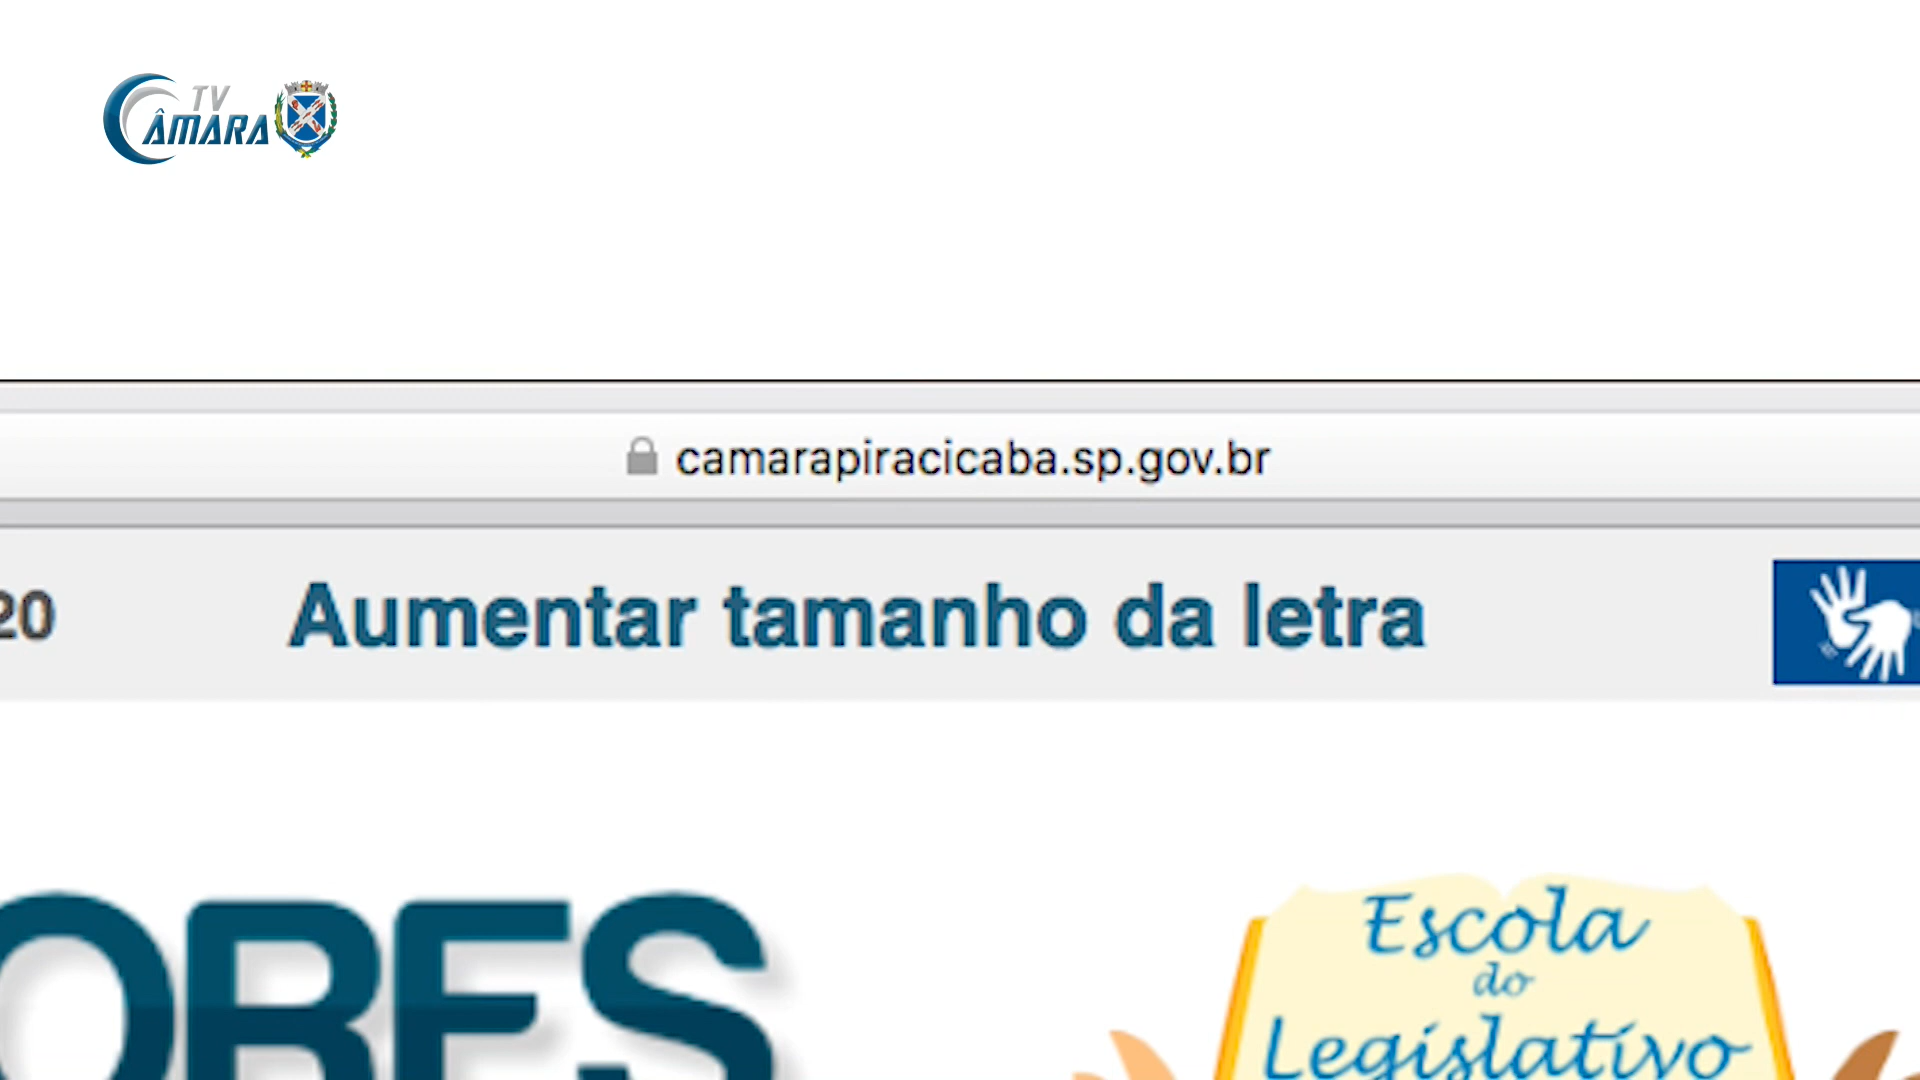 TV
CÂMARA
camarapiracicaba.sp.gov.br
20
Aumentar tamanho da letra
ORES
Escola
do
Legislativo